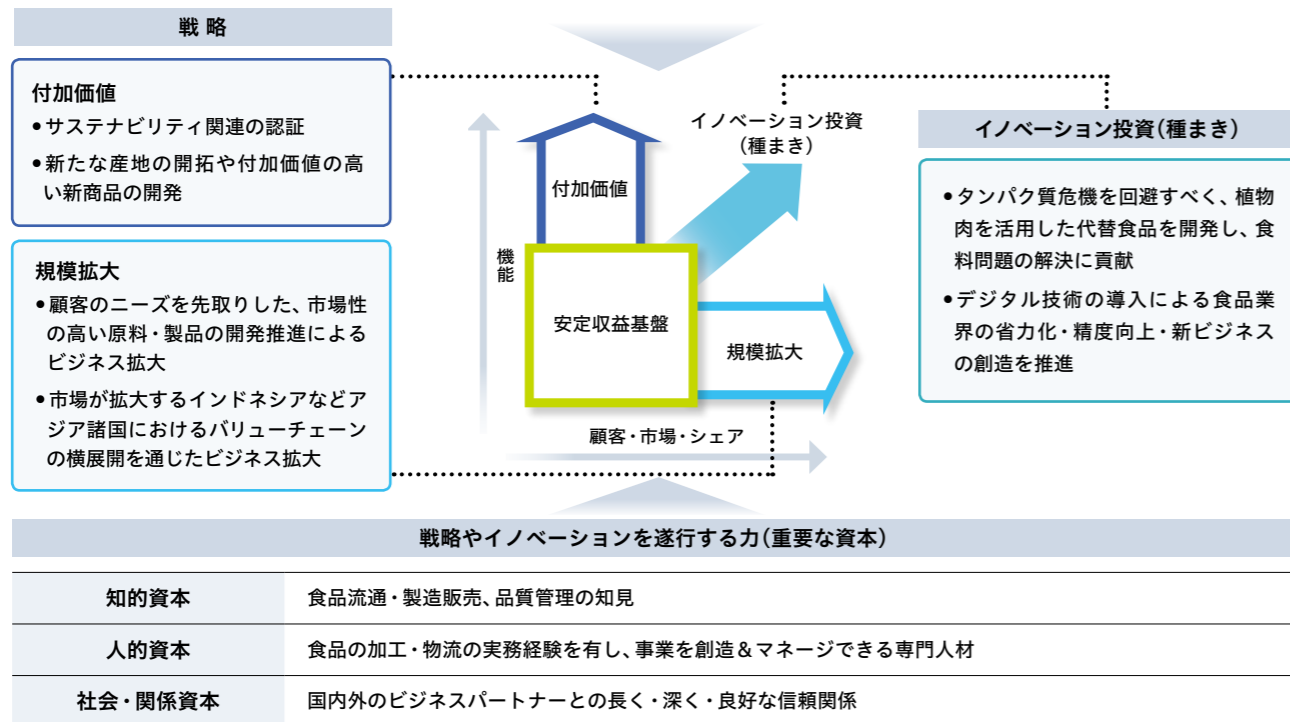 戦略
付加価値
•サステナビリティ関連の認証
•新たな産地の開拓や付加価値の高
い新商品の開発
規模拡大
•顧客のニーズを先取りした、市場性
の高い原料・製品の開発推進による
ビジネス拡大
•市場が拡大するインドネシアなどア
ジア諸国におけるバリューチェーン
の横展開を通じたビジネス拡大
機能
付加価値
イノベーション投資
(種まき)
安定収益基盤
規模拡大
顧客・市場・シェア
イノベーション投資(種まき)
•タンパク質危機を回避すべく、植物
肉を活用した代替食品を開発し、食
料問題の解決に貢献
•デジタル技術の導入による食品業
界の省力化・精度向上・新ビジネス
の創造を推進
戦略やイノベーションを遂行する力(重要な資本)
知的資本 食品流通・製造販売、品質管理の知見
人的資本 食品の加工・物流の実務経験を有し、事業を創造&マネージできる専門人材
社会・関係資本 国内外のビジネスパートナーとの長く・深く・良好な信頼関係